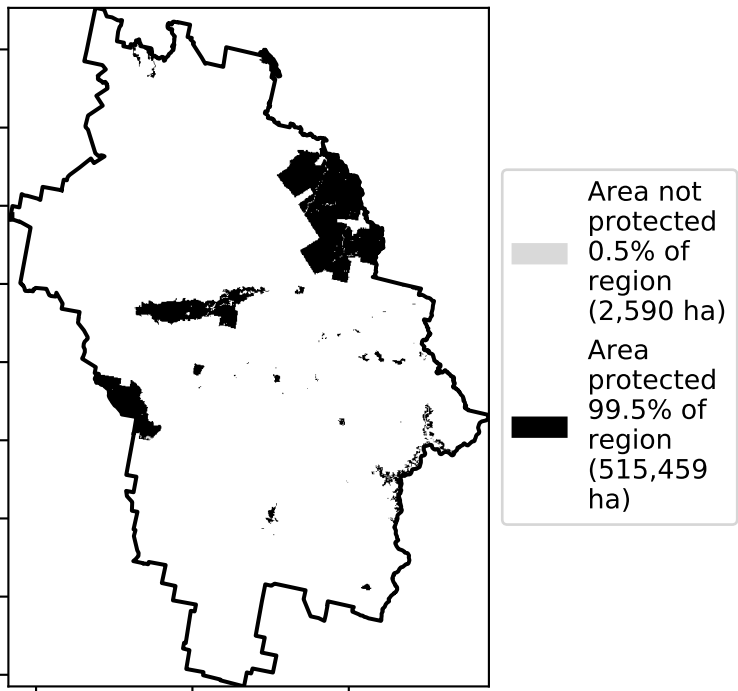 Area not
protected
0.5% of
region
(2,590 ha)
Area
protected
99.5% of
region
(515,459
ha)